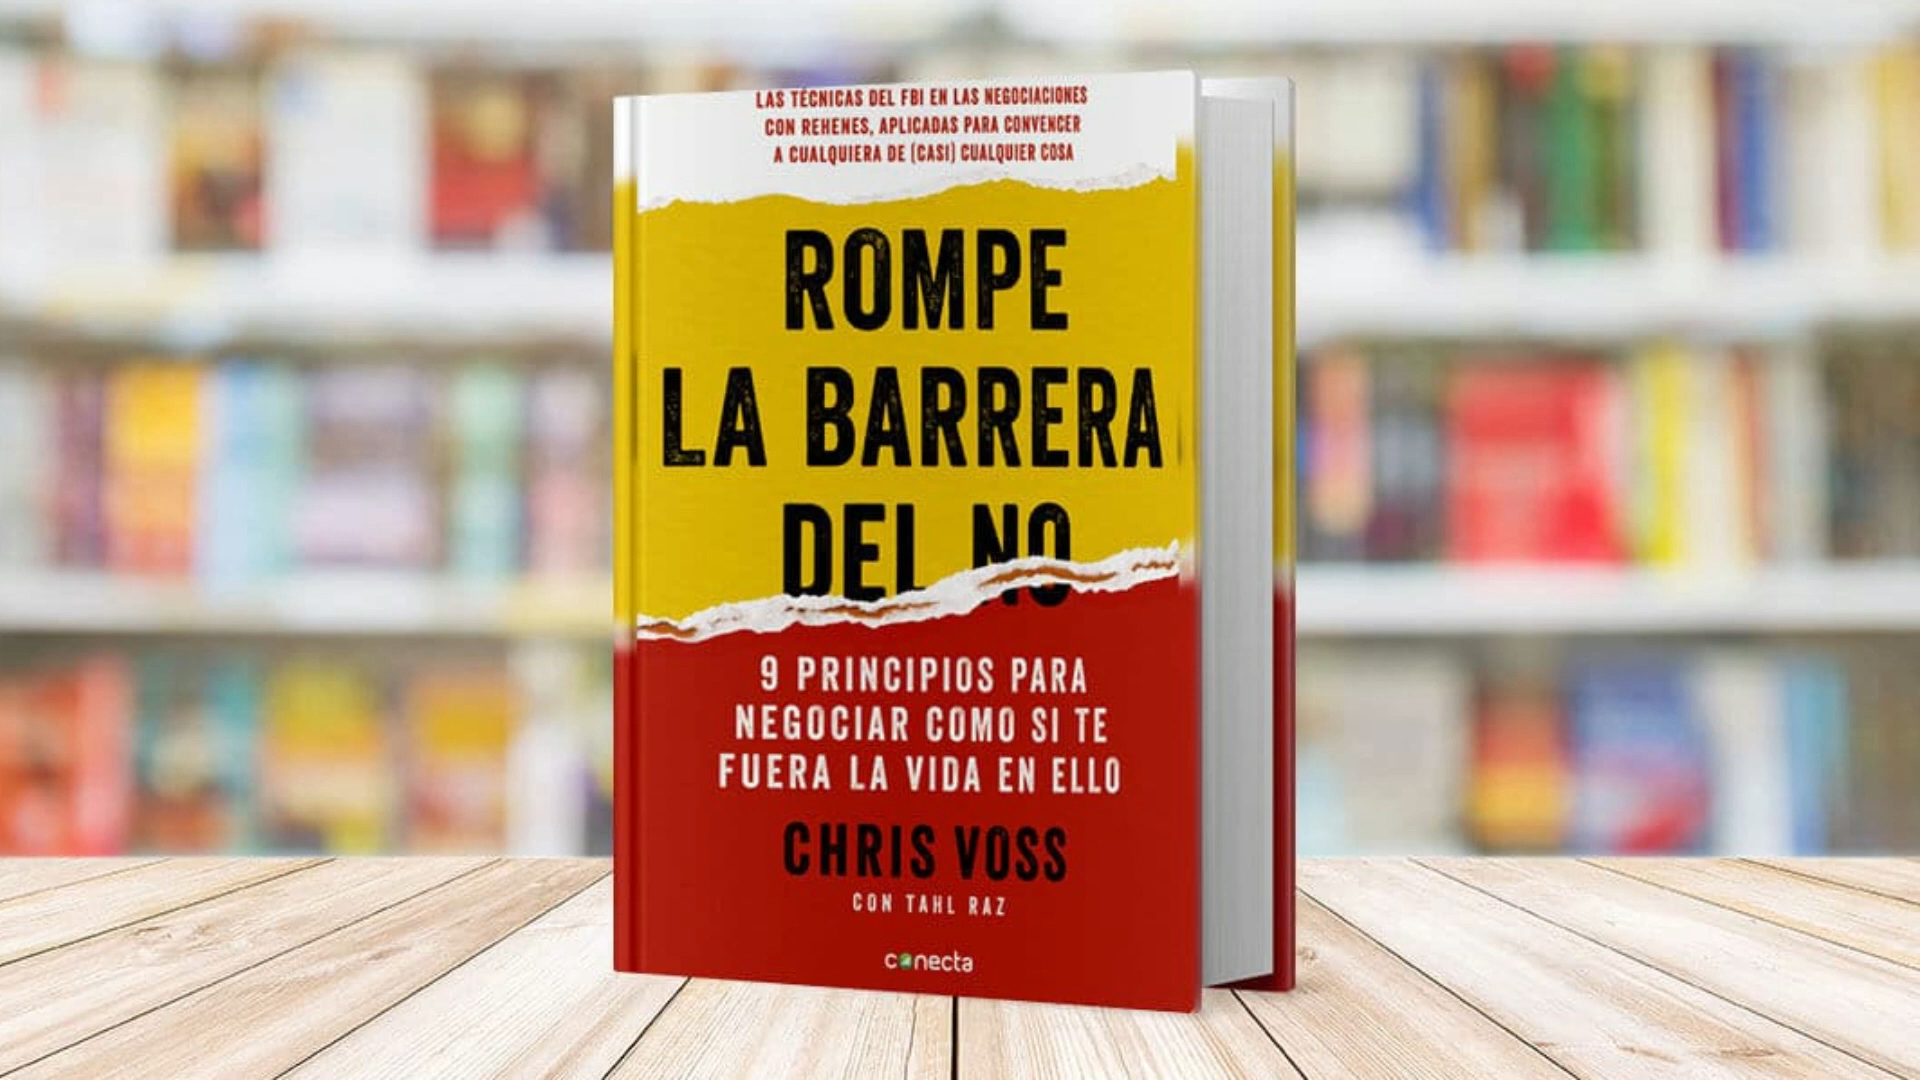 LAS TÉCNICAS DEL FBI EN LAS NEGOCIACIONES
CON REHENES, APLICADAS PARA CONVENCER
A CUALQUIERA DE (CASI) CUALQUIER COSA
ROMPE
LA BARRERA
DEL NO
9 PRINCIPIOS PARA
NEGOCIAR COMO SI TE
FUERA LA VIDA EN ELLO
CHRIS VOSS
CON TAHL RAZ
conecta